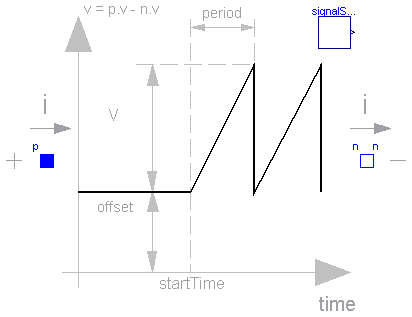 v = p.v - n.v
period
signalS...
i
i
V
p
n n
+
−
offset
startTime
time